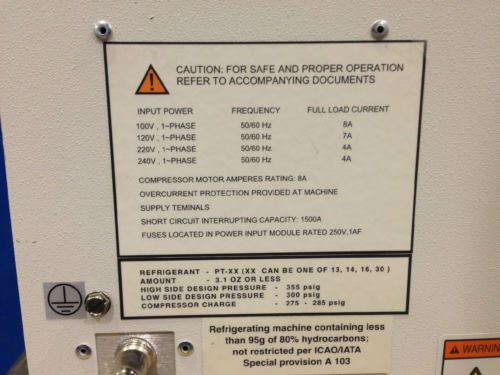 CAUTION: FOR SAFE AND PROPER OPERATION
REFER TO ACCOMPANYING DOCUMENTS
INPUT POWER FREQUENCY FULL LOAD CURRENT
100V, 1~PHASE 50/60 Hz 8A
120V, 1~PHASE 50/60 Hz 7A
220V, 1~PHASE 50/60 Hz 4A
240V, 1~PHASE 50/60 Hz 4A
COMPRESSOR MOTOR AMPERES RATING: 8A
OVERCURRENT PROTECTION PROVIDED AT MACHINE
SUPPLY TEMINALS
SHORT CIRCUIT INTERRUPTING CAPACITY: 1500A
FUSES LOCATED IN POWER INPUT MODULE RATED 250V,1AF
REFRIGERANT - PT-XX (XX CAN BE ONE OF 13, 14, 16, 30 )
AMOUNT - 3.1 OZ OR LESS
HIGH SIDE DESIGN PRESSURE - 355 psig
LOW SIDE DESIGN PRESSURE - 300 psig
COMPRESSOR CHARGE - 275 - 285 psig
Refrigerating machine containing less
than 95g of 80% hydrocarbons;
not restricted per ICAO/IATA
Special provision A 103
WARNING